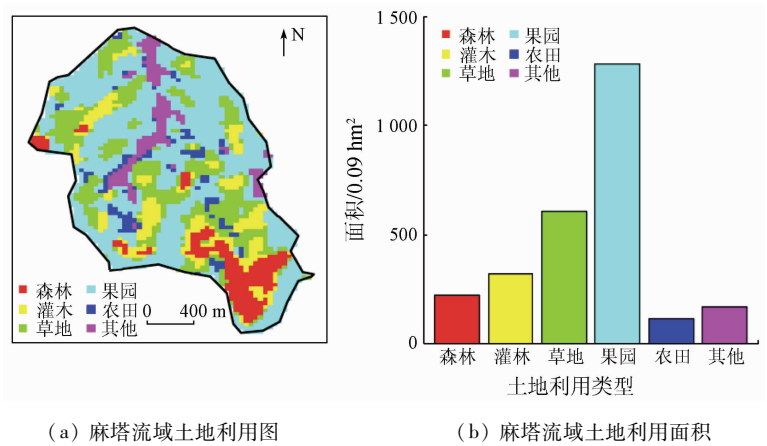 N
森林 果园
灌木 农田
草地 其他
0 400 m
(a) 麻塔流域土地利用图
1 500
1 000
500
0
面积/0.09 hm²
森林 果园
灌木 农田
草地 其他
森林 灌林 草地 果园 农田 其他
土地利用类型
(b) 麻塔流域土地利用面积